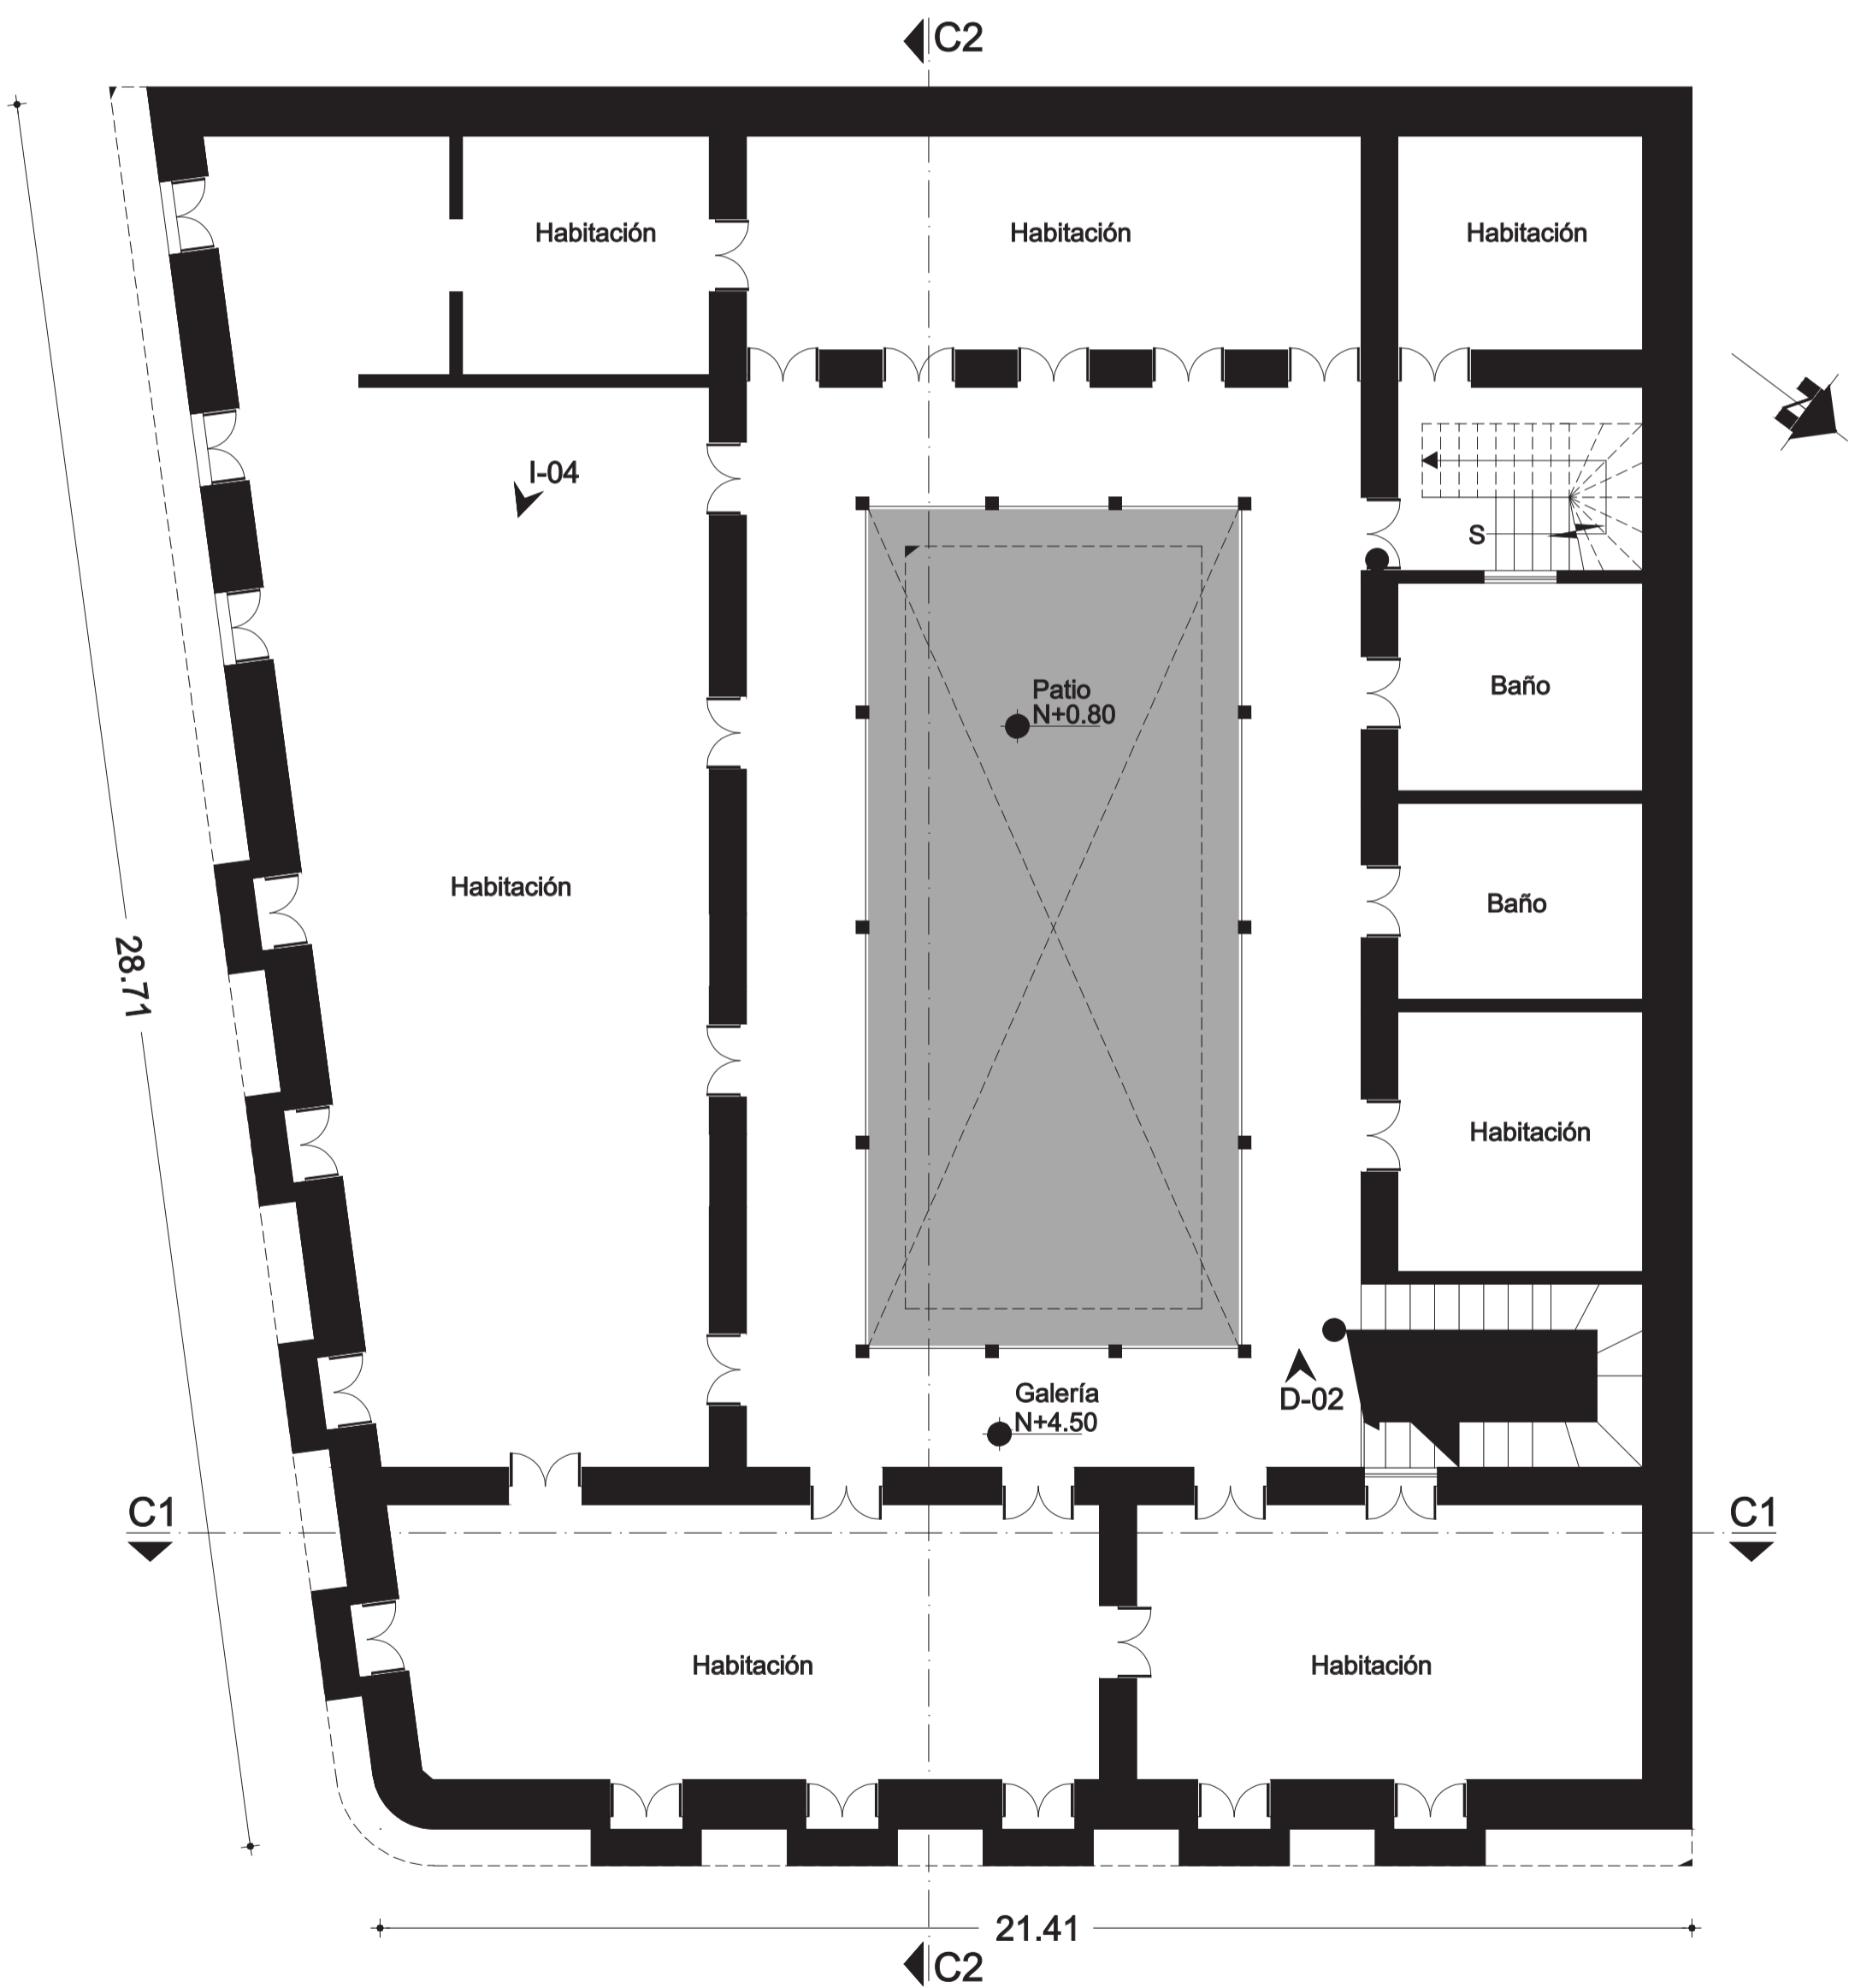 C2
Habitación
Habitación
Habitación
N
I-04
S
Patio
N+0.80
Baño
Habitación
Baño
28.71
Habitación
Galería
N+4.50
D-02
C1
C1
Habitación
Habitación
21.41
C2